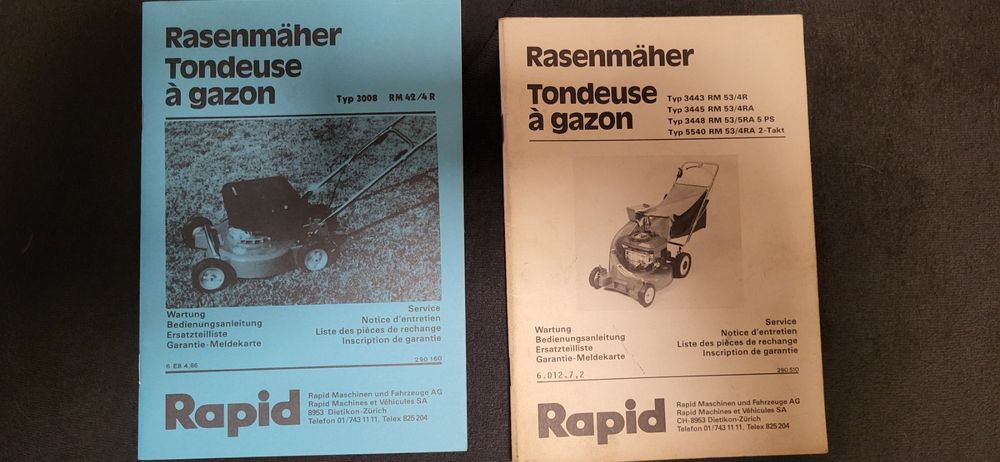 Rasenmäher
Tondeuse
à gazon
Typ 3008 RM 42/4 R
Wartung
Bedienungsanleitung
Ersatzteilliste
Garantie-Meldekarte
Service
Notice d'entretien
Liste des pièces de rechange
Inscription de garantie
6 EB 4.86
290 160
Rapid
Rapid Maschinen und Fahrzeuge AG
Rapid Machines et Véhicules SA
8953 Dietikon-Zürich
Telefon 01/743 11 11, Telex 825 204
Rasenmäher
Tondeuse
à gazon
Typ 3443 RM 53/4R
Typ 3445 RM 53/4RA
Typ 3448 RM 53/5RA 5 PS
Typ 5540 RM 53/4RA 2-Takt
Wartung
Bedienungsanleitung
Ersatzteilliste
Garantie-Meldekarte
Service
Notice d'entretien
Liste des pièces de rechange
Inscription de garantie
6.012.7,2
290 510
Rapid
Rapid Maschinen und Fahrzeuge AG
Rapid Machines et Véhicules SA
CH-8953 Dietikon-Zürich
Telefon 01/743 11 11, Telex 825 204